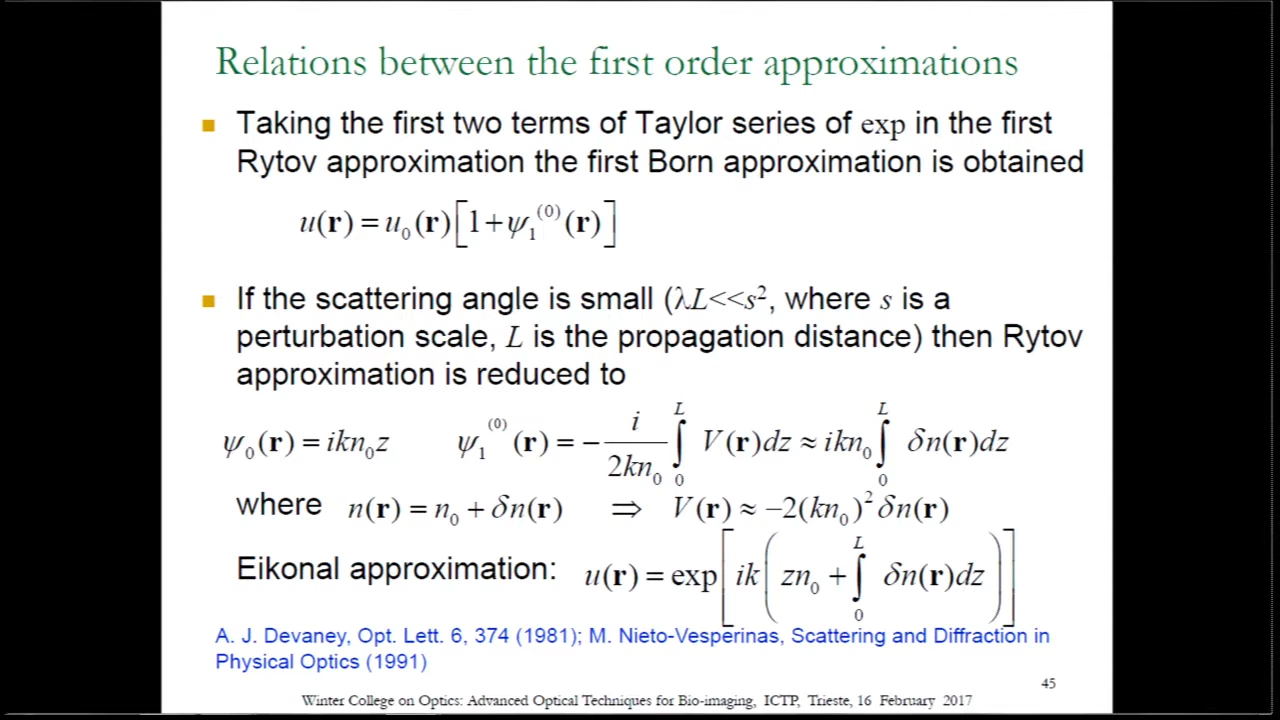 Relations between the first order approximations
Taking the first two terms of Taylor series of exp in the first
Rytov approximation the first Born approximation is obtained
u(r) = u₀(r)[1+ψ₁⁽⁰⁾(r)]
If the scattering angle is small (λL<<s², where s is a
perturbation scale, L is the propagation distance) then Rytov
approximation is reduced to
ψ₀(r) = ikn₀z ψ₁⁽⁰⁾(r) = −i/(2kn₀) ∫₀ᴸ V(r)dz ≈ ikn₀ ∫₀ᴸ δn(r)dz
where n(r) = n₀ + δn(r) ⇒ V(r) ≈ −2(kn₀)²δn(r)
Eikonal approximation: u(r) = exp[ik(zn₀ + ∫₀ᴸ δn(r)dz)]
A. J. Devaney, Opt. Lett. 6, 374 (1981); M. Nieto-Vesperinas, Scattering and Diffraction in
Physical Optics (1991)
45
Winter College on Optics: Advanced Optical Techniques for Bio-imaging, ICTP, Trieste, 16 February 2017